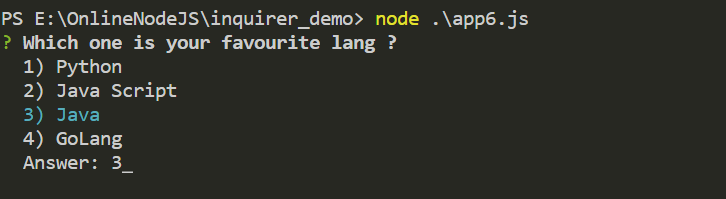 PS E:\OnlineNodeJS\inquirer_demo> node .\app6.js
? Which one is your favourite lang ?
1) Python
2) Java Script
3) Java
4) GoLang
Answer: 3_